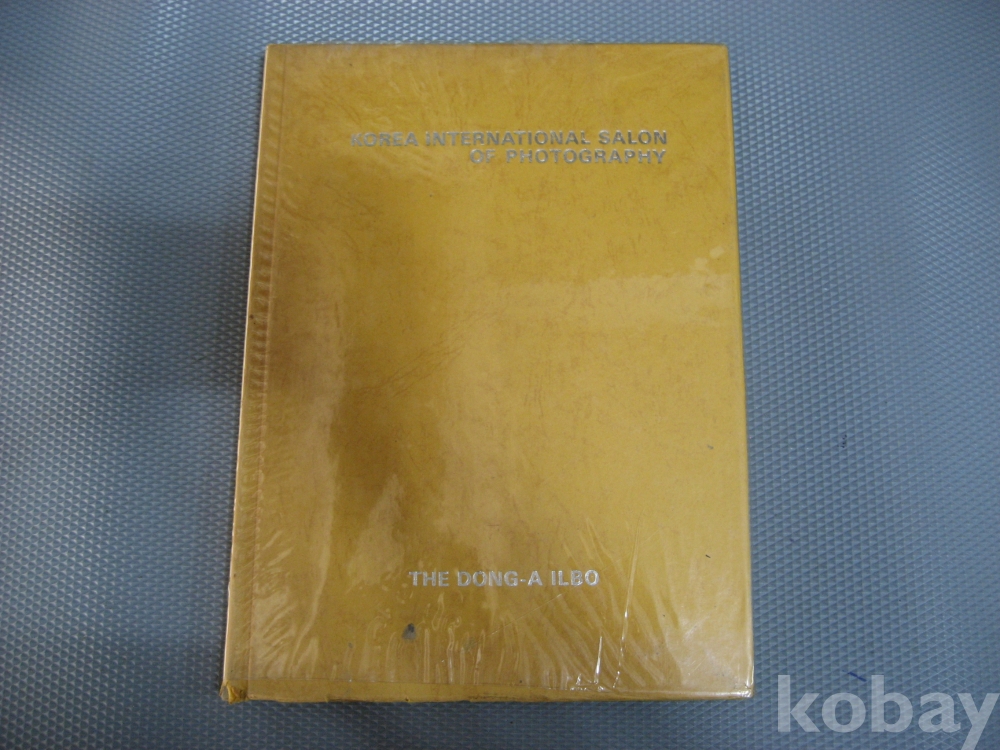 KOREA INTERNATIONAL SALON
OF PHOTOGRAPHY
THE DONG-A ILBO
kobay